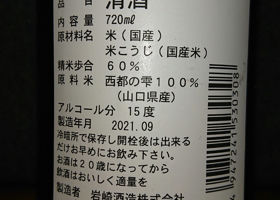 品目 清酒
内容量 720ml
原材料名 米（国産）
米こうじ（国産米）
精米歩合 60％
原料米 西都の雫100％
（山口県産）
アルコール分 15度
製造年月 2021.09
冷暗所で保存し開栓後は出来る
だけお早めにお飲み下さい。
お酒は20歳になってから
飲酒はおいしく適量を
製造者 岩崎酒造株式会社
4947241530308